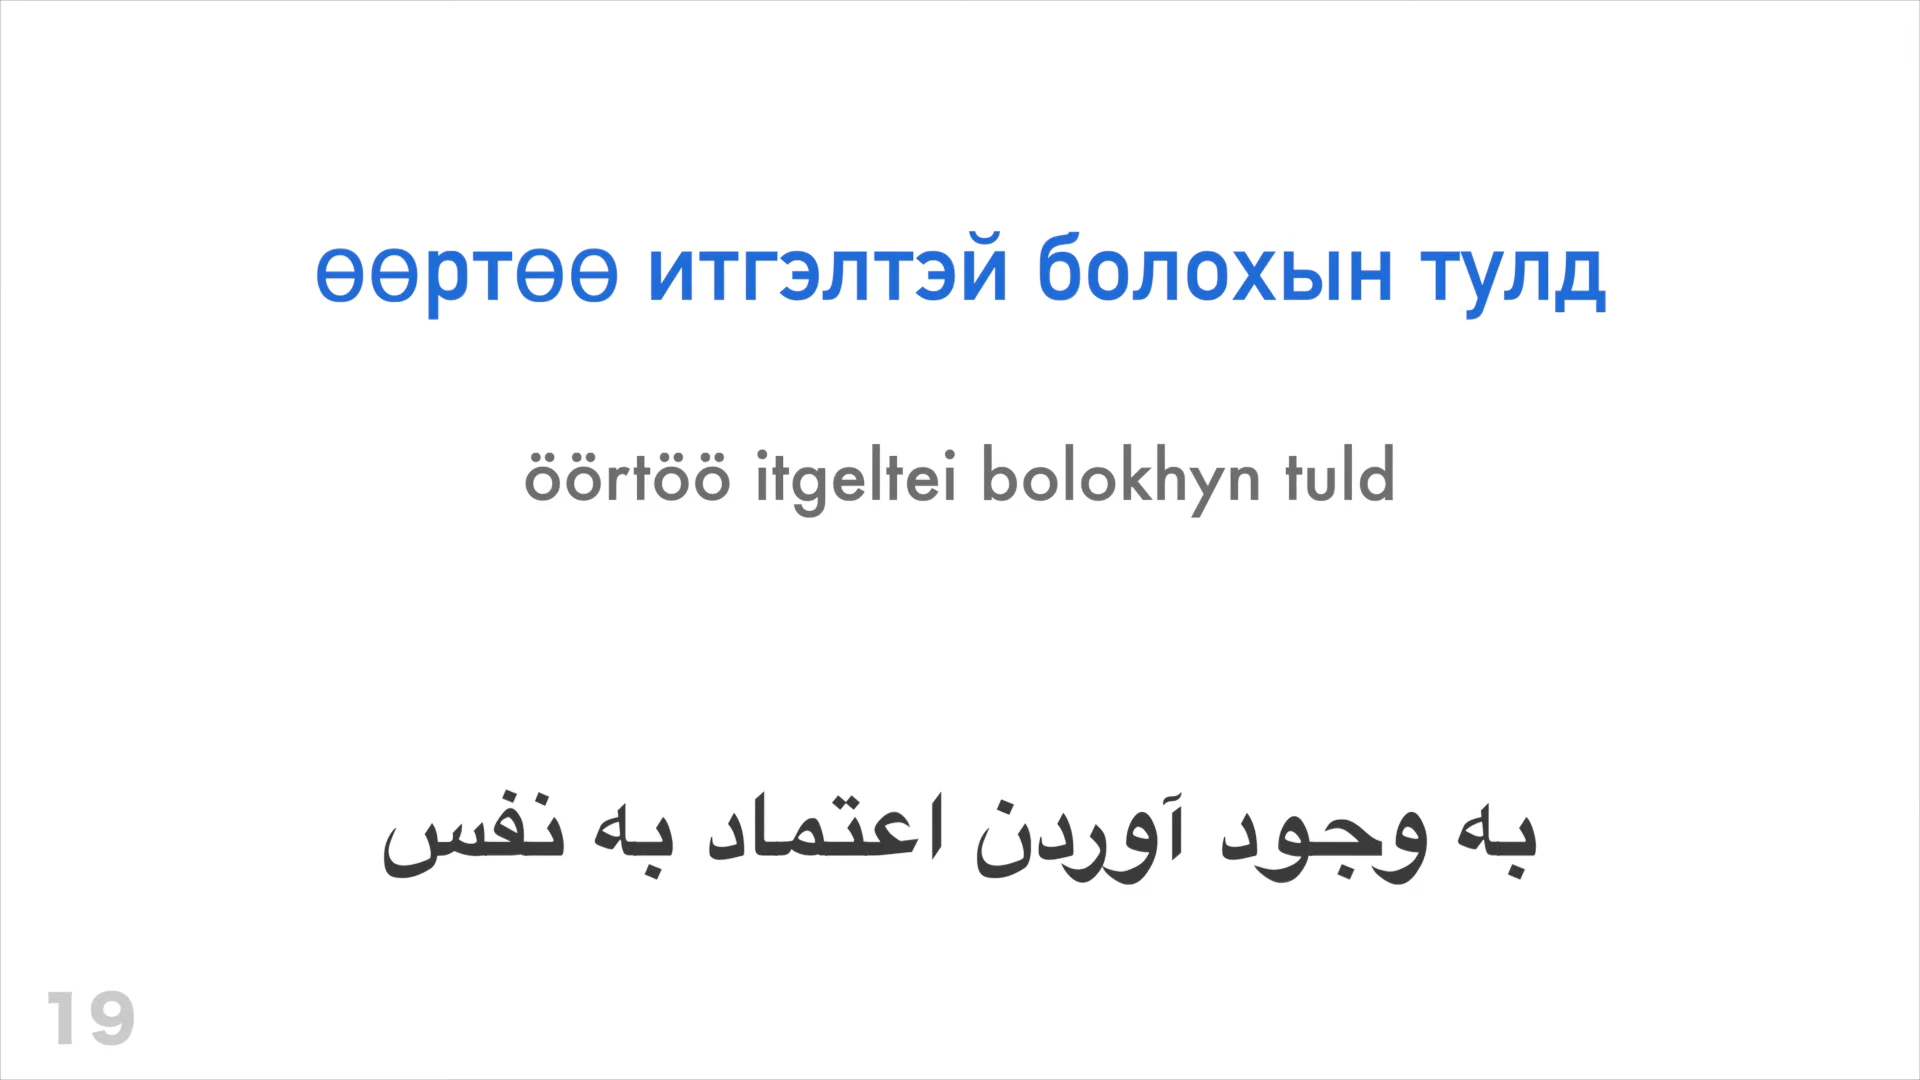 өөртөө итгэлтэй болохын тулд
öörtöö itgeltei bolokhyn tuld
به وجود آوردن اعتماد به نفس
19